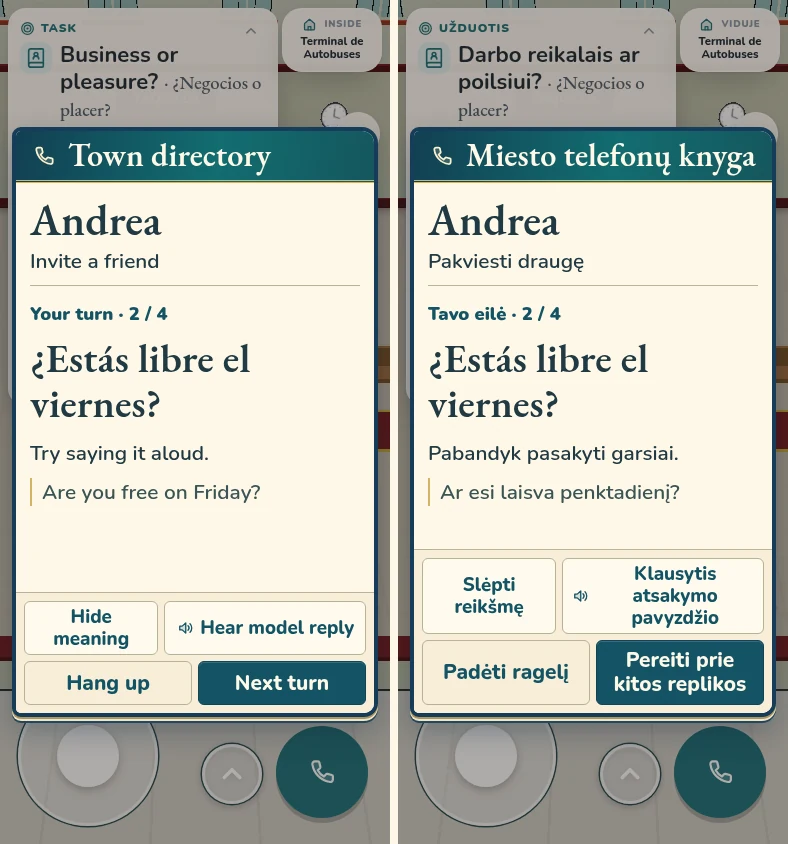 TASK
Business or
pleasure? · ¿Negocios o
placer?
INSIDE
Terminal de
Autobuses
Town directory
Andrea
Invite a friend
Your turn · 2 / 4
¿Estás libre el
viernes?
Try saying it aloud.
Are you free on Friday?
Hide
meaning
Hear model reply
Hang up
Next turn
UŽDUOTIS
Darbo reikalais ar
poilsiui? · ¿Negocios o
placer?
VIDUJE
Terminal de
Autobuses
Miesto telefonų knyga
Andrea
Pakviesti draugę
Tavo eilė · 2 / 4
¿Estás libre el
viernes?
Pabandyk pasakyti garsiai.
Ar esi laisva penktadienį?
Slėpti
reikšmę
Klausytis
atsakymo
pavyzdžio
Padėti ragelį
Pereiti prie
kitos replikos